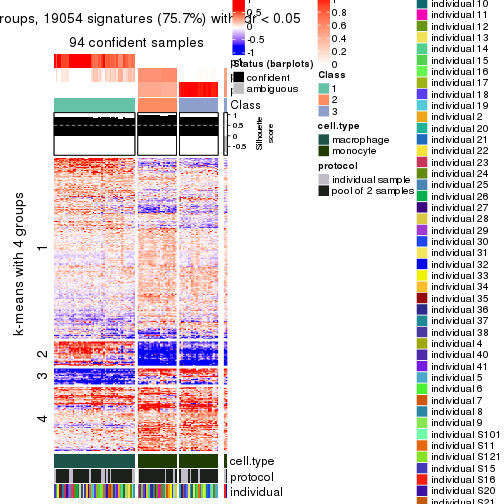 roups, 19054 signatures (75.7%) with
or < 0.05
94 confident samples
1
0.5
0
-0.5
-1
0.8
0.6
0.4
0.2
0
Status (barplots)
confident
ambiguous
Class
1
2
3
cell.type
macrophage
monocyte
protocol
individual sample
pool of 2 samples
Class
1
0.5
0
-0.5
Silhouette
score
k-means with 4 groups
1
2
3
4
cell.type
protocol
individual
individual 10
individual 11
individual 12
individual 13
individual 14
individual 15
individual 16
individual 17
individual 18
individual 19
individual 2
individual 20
individual 21
individual 22
individual 23
individual 24
individual 25
individual 26
individual 27
individual 28
individual 29
individual 30
individual 31
individual 32
individual 33
individual 34
individual 35
individual 36
individual 37
individual 38
individual 4
individual 40
individual 41
individual 5
individual 6
individual 7
individual 8
individual 9
individual S101
individual S11
individual S121
individual S15
individual S16
individual S20
individual S21